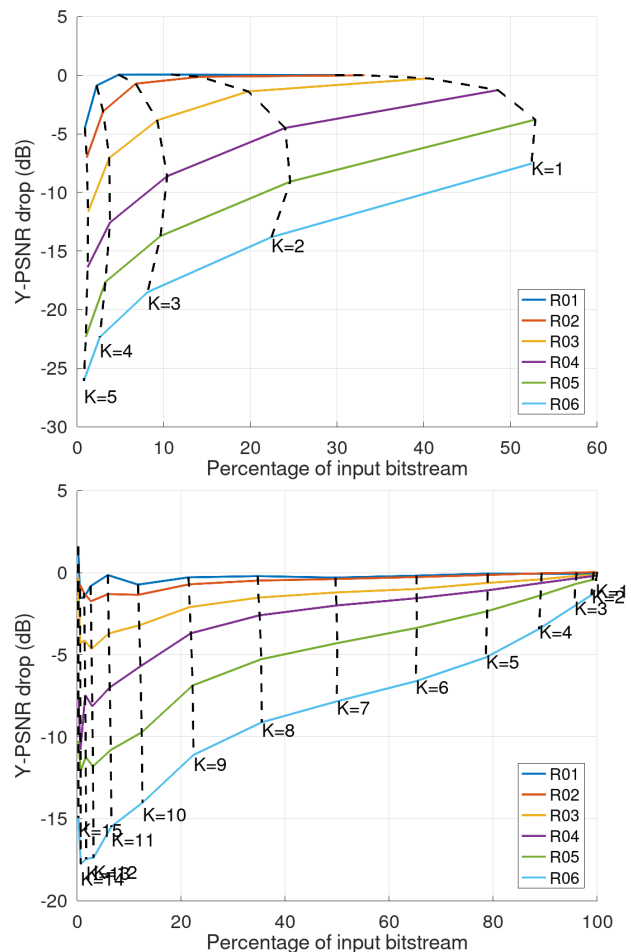 5
0
-5
-10
-15
-20
-25
-30
Y-PSNR drop (dB)
K=1
K=2
K=3
K=4
K=5
R01
R02
R03
R04
R05
R06
0 10 20 30 40 50 60
Percentage of input bitstream
5
0
-5
-10
-15
-20
Y-PSNR drop (dB)
K=1
K=2
K=3
K=4
K=5
K=6
K=7
K=8
K=9
K=10
K=11
K=12
K=13
K=14
K=15
R01
R02
R03
R04
R05
R06
0 20 40 60 80 100
Percentage of input bitstream